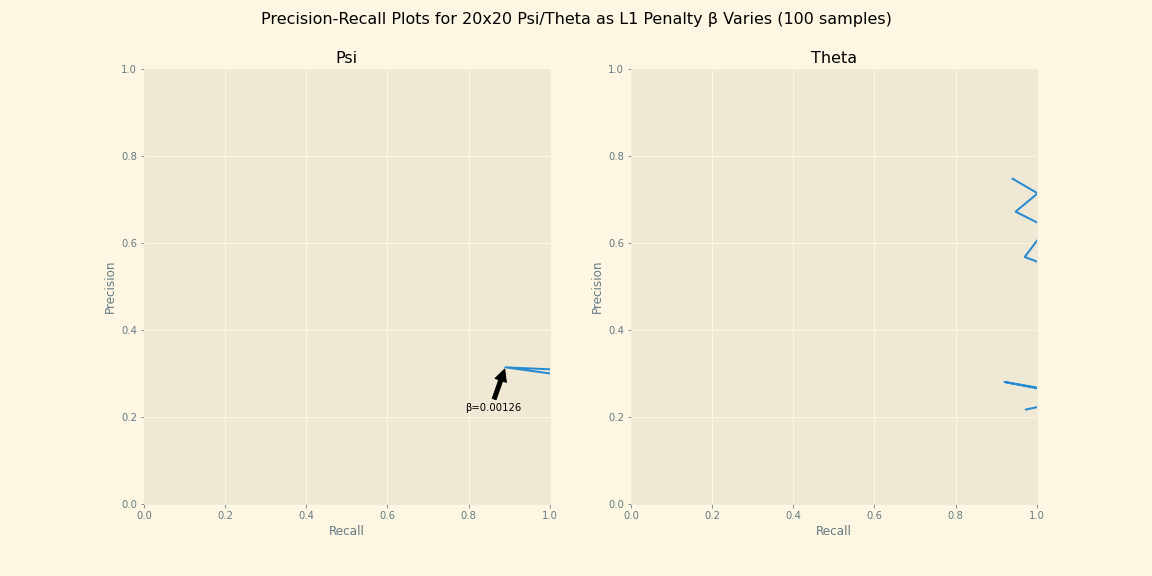 Precision-Recall Plots for 20x20 Psi/Theta as L1 Penalty β Varies (100 samples)
Psi
1.0
0.8
0.6
0.4
0.2
0.0
Precision
β=0.00126
0.0 0.2 0.4 0.6 0.8 1.0
Recall
Theta
1.0
0.8
0.6
0.4
0.2
0.0
Precision
0.0 0.2 0.4 0.6 0.8 1.0
Recall